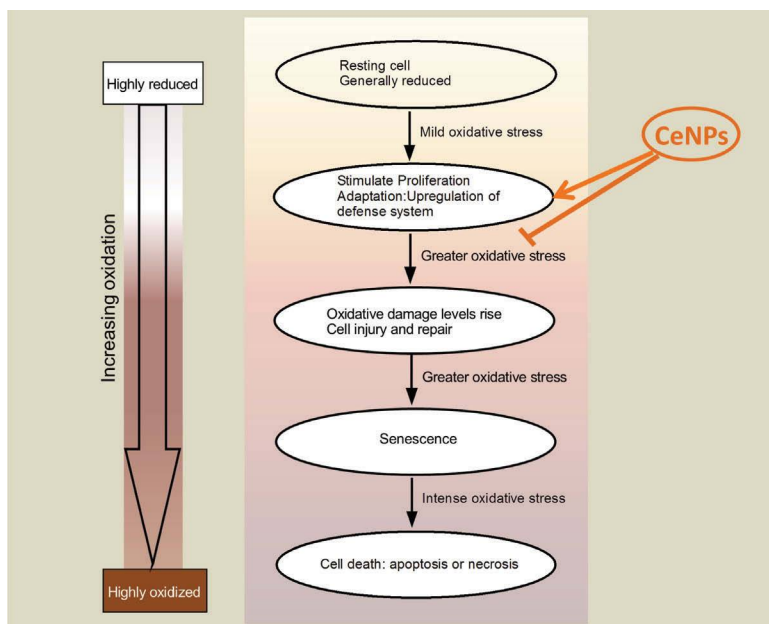 Highly reduced
Increasing oxidation
Highly oxidized
Resting cell
Generally reduced
Mild oxidative stress
CeNPs
Stimulate Proliferation
Adaptation:Upregulation of
defense system
Greater oxidative stress
Oxidative damage levels rise
Cell injury and repair
Greater oxidative stress
Senescence
Intense oxidative stress
Cell death: apoptosis or necrosis